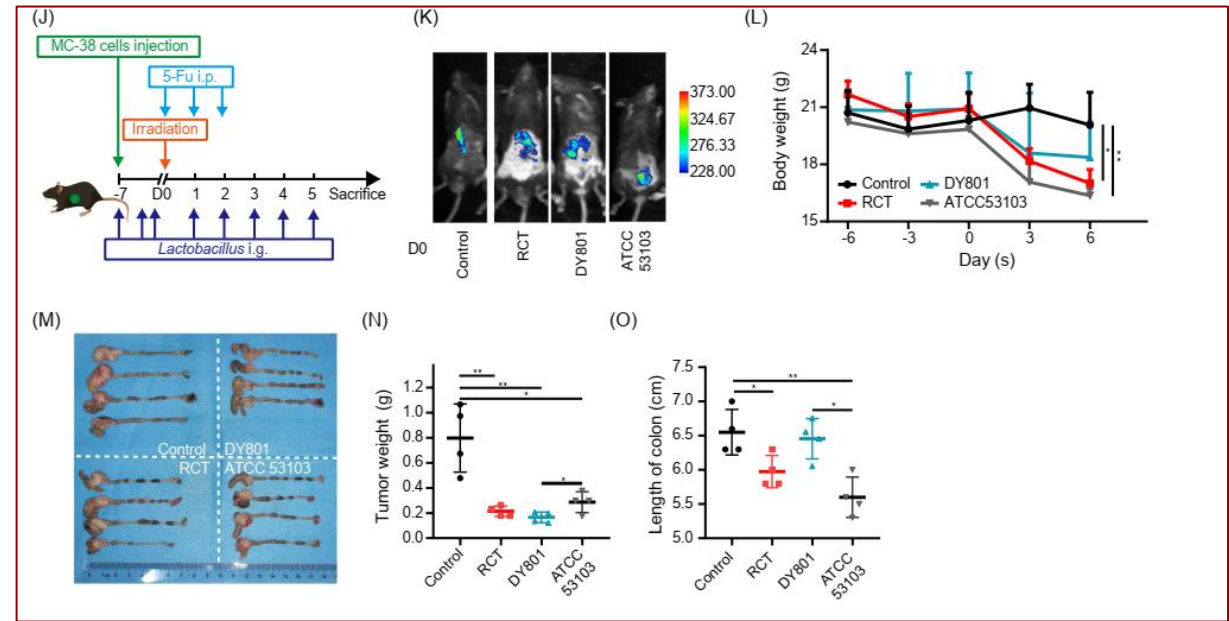 (J)
MC-38 cells injection
5-Fu i.p.
Irradiation
-7 D0 1 2 3 4 5 Sacrifice
Lactobacillus i.g.
(K)
373.00
324.67
276.33
228.00
D0
Control
RCT
DY801
ATCC
53103
(L)
Body weight (g)
24
21
18
15
Control
DY801
RCT
ATCC53103
*
**
-6 -3 0 3 6
Day (s)
(M)
Control DY801
RCT ATCC 53103
(N)
Tumor weight (g)
1.2
1.0
0.8
0.6
0.4
0.2
0.0
**
**
*
*
Control
RCT
DY801
ATCC
53103
(O)
Length of colon (cm)
7.5
7.0
6.5
6.0
5.5
5.0
**
*
*
Control
RCT
DY801
ATCC
53103